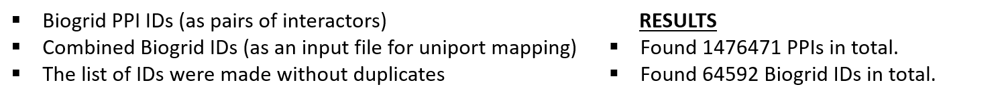 ▪ Biogrid PPI IDs (as pairs of interactors)
▪ Combined Biogrid IDs (as an input file for uniport mapping)
▪ The list of IDs were made without duplicates
RESULTS
▪ Found 1476471 PPIs in total.
▪ Found 64592 Biogrid IDs in total.